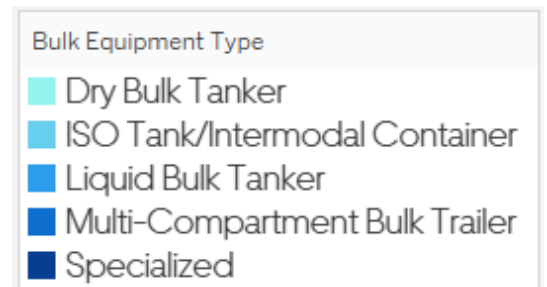 Bulk Equipment Type
Dry Bulk Tanker
ISO Tank/Intermodal Container
Liquid Bulk Tanker
Multi-Compartment Bulk Trailer
Specialized